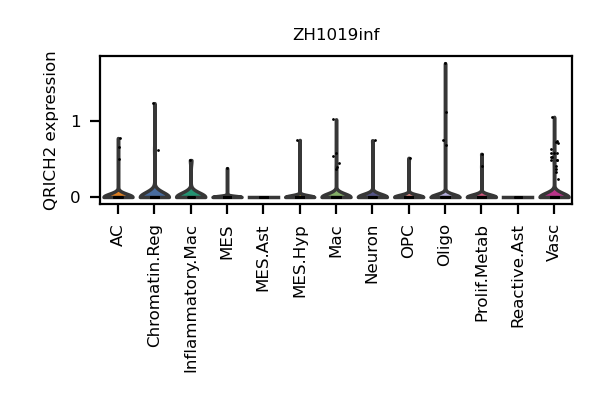 ZH1019inf
QRICH2 expression
1
0
AC
Chromatin.Reg
Inflammatory.Mac
MES
MES.Ast
MES.Hyp
Mac
Neuron
OPC
Oligo
Prolif.Metab
Reactive.Ast
Vasc